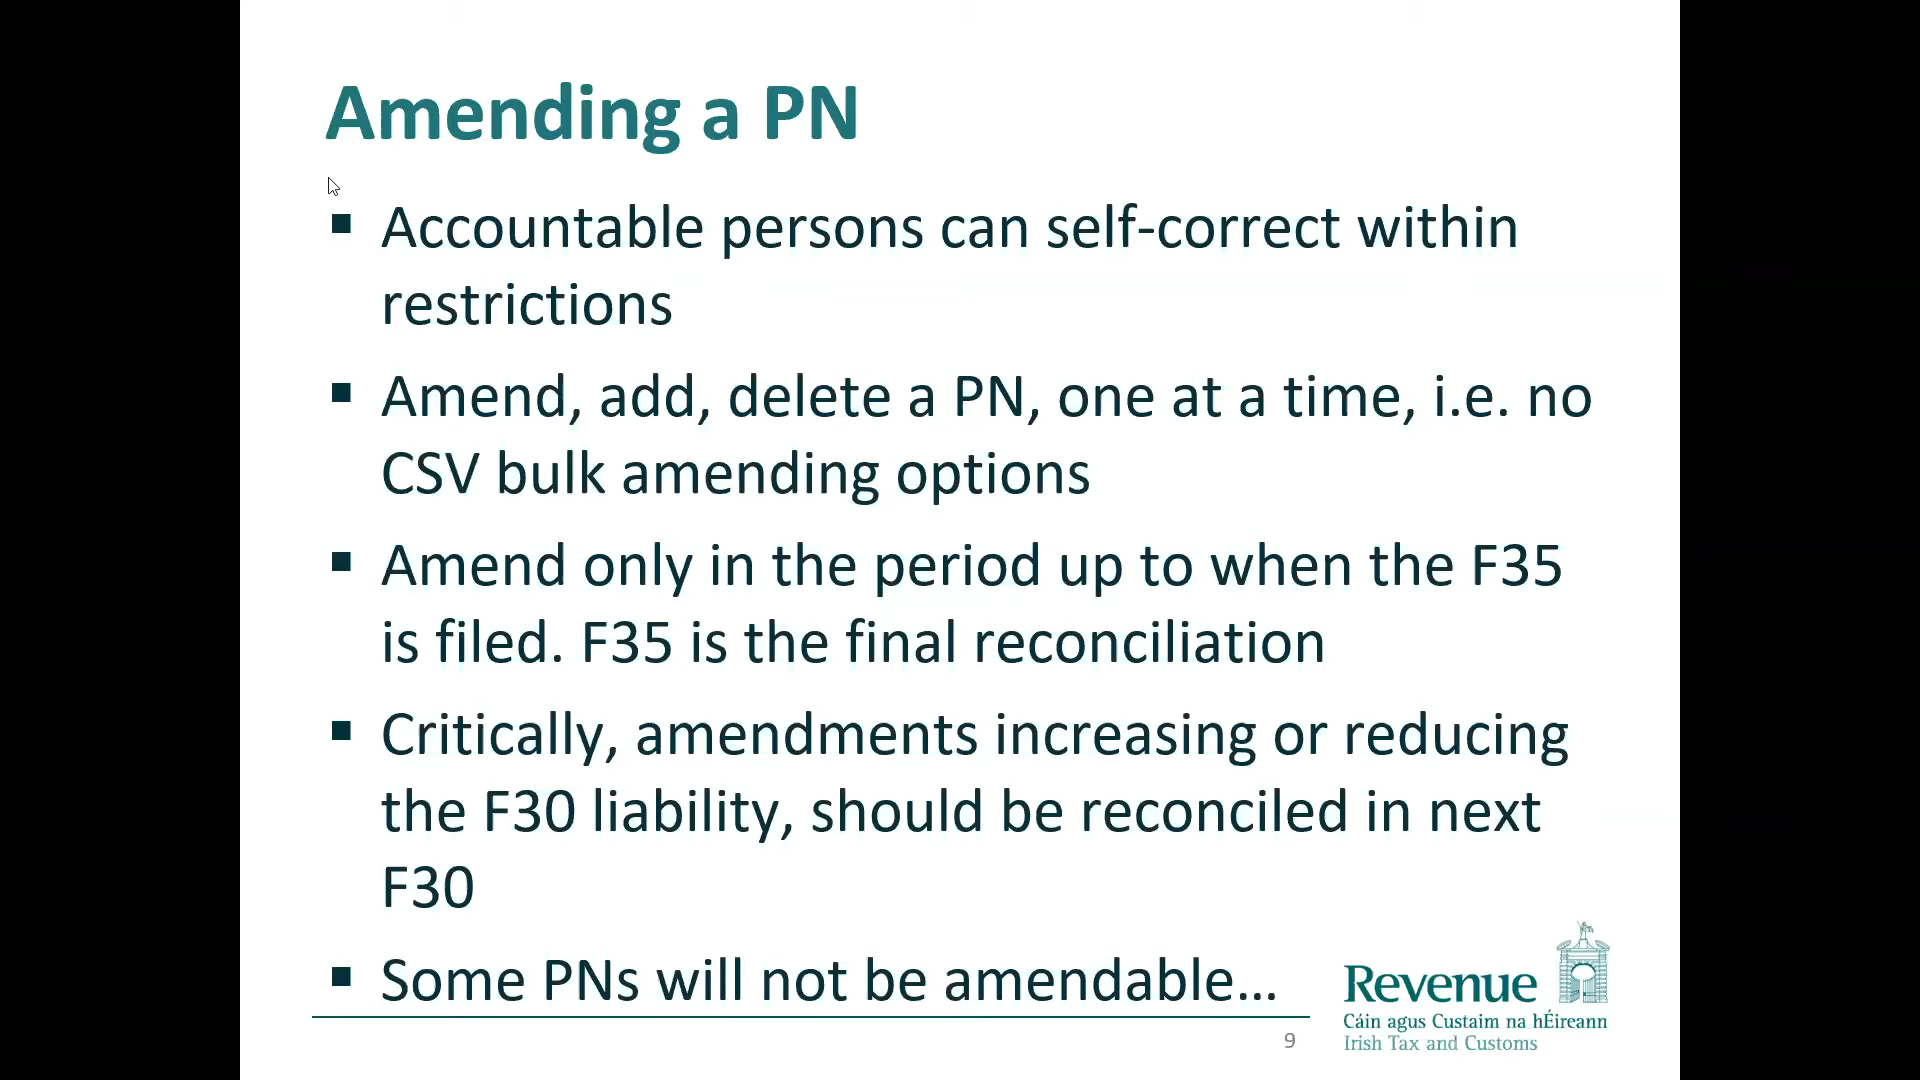 Amending a PN
▪ Accountable persons can self-correct within
restrictions
▪ Amend, add, delete a PN, one at a time, i.e. no
CSV bulk amending options
▪ Amend only in the period up to when the F35
is filed. F35 is the final reconciliation
▪ Critically, amendments increasing or reducing
the F30 liability, should be reconciled in next
F30
▪ Some PNs will not be amendable...
9
Revenue
Cáin agus Custaim na hÉireann
Irish Tax and Customs